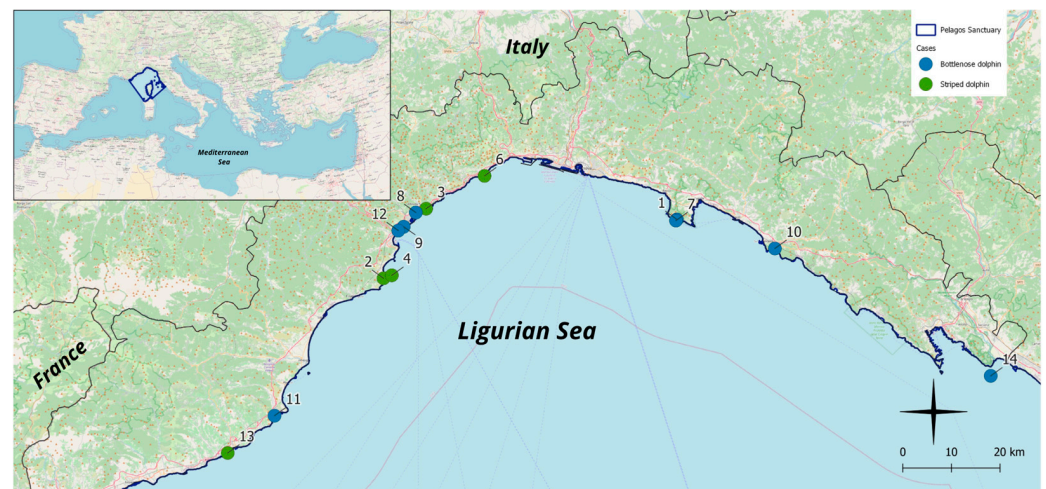 Italy
Pelagos Sanctuary
Cases
Bottlenose dolphin
Striped dolphin
Mediterranean
Sea
6
8
3
1
7
12
9
10
2
4
Ligurian Sea
France
14
11
13
0
10
20 km